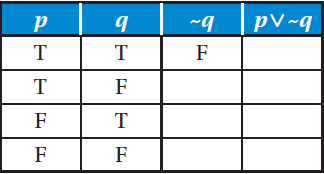 p q ~q p∨~q
T T F
T F
F T
F F